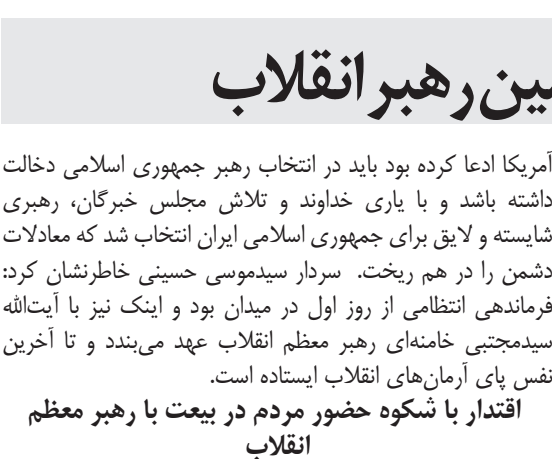 رهبر انقلاب
آمریکا ادعا کرده بود باید در انتخاب رهبر جمهوری اسلامی دخالت
داشته باشد و با یاری خداوند و تلاش مجلس خبرگان، رهبری
شایسته و لایق برای جمهوری اسلامی ایران انتخاب شد که معادلات
دشمن را در هم ریخت. سردار سیدموسی حسینی خاطرنشان کرد:
فرماندهی انتظامی از روز اول در میدان بود و اینک نیز با آیت‌الله
سیدمجتبی خامنه‌ای رهبر معظم انقلاب عهد می‌بندد و تا آخرین
نفس پای آرمان‌های انقلاب ایستاده است.
اقتدار با شکوه حضور مردم در بیعت با رهبر معظم
انقلاب